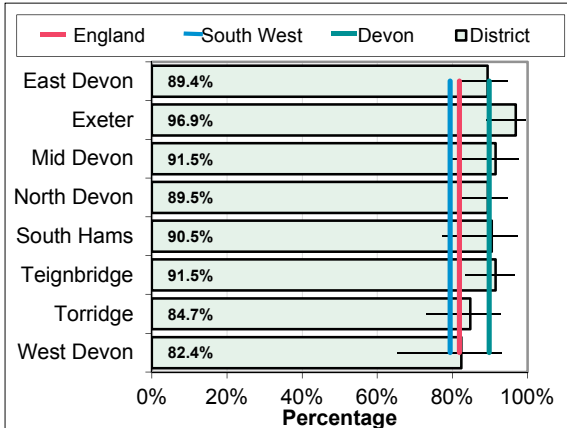 England South West Devon District
East Devon 89.4%
Exeter 96.9%
Mid Devon 91.5%
North Devon 89.5%
South Hams 90.5%
Teignbridge 91.5%
Torridge 84.7%
West Devon 82.4%
0% 20% 40% 60% 80% 100%
Percentage